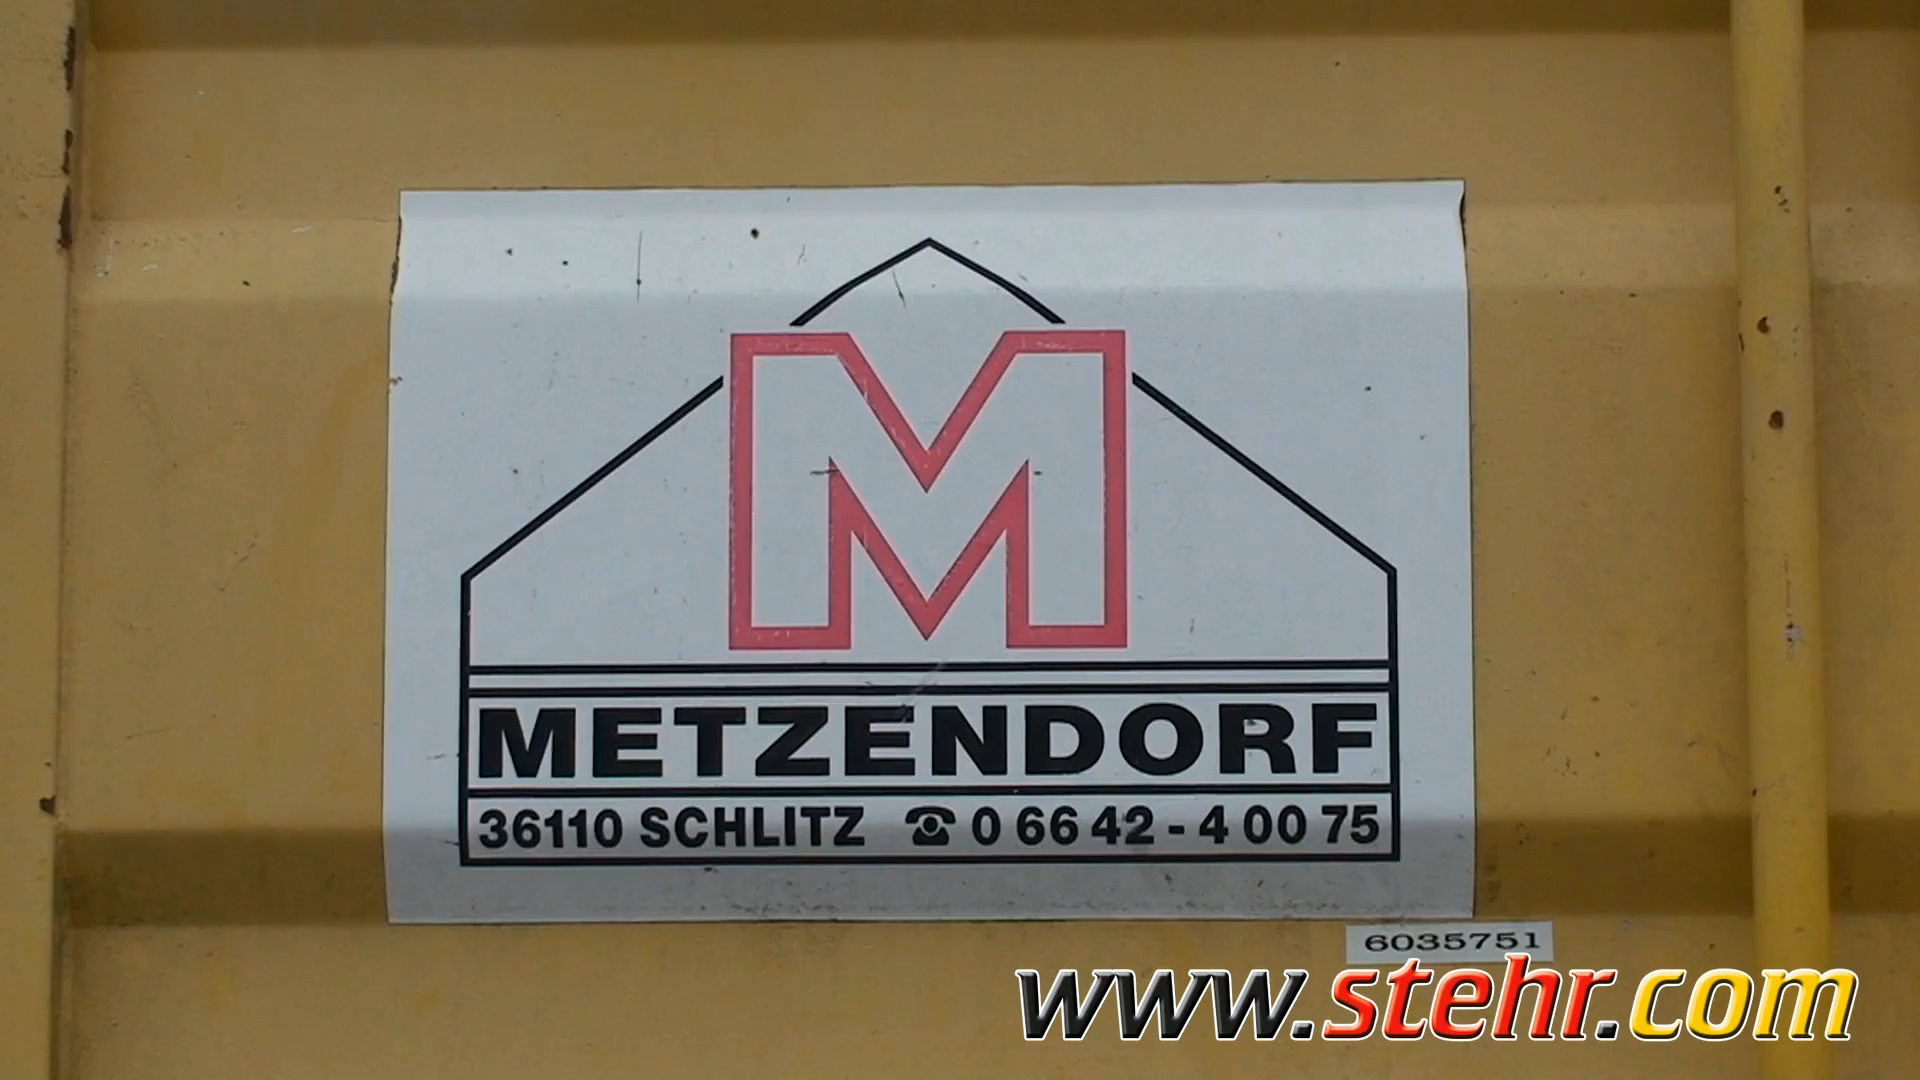 M
METZENDORF
36110 SCHLITZ ☎ 0 66 42 - 4 00 75
6035751
www.stehr.com